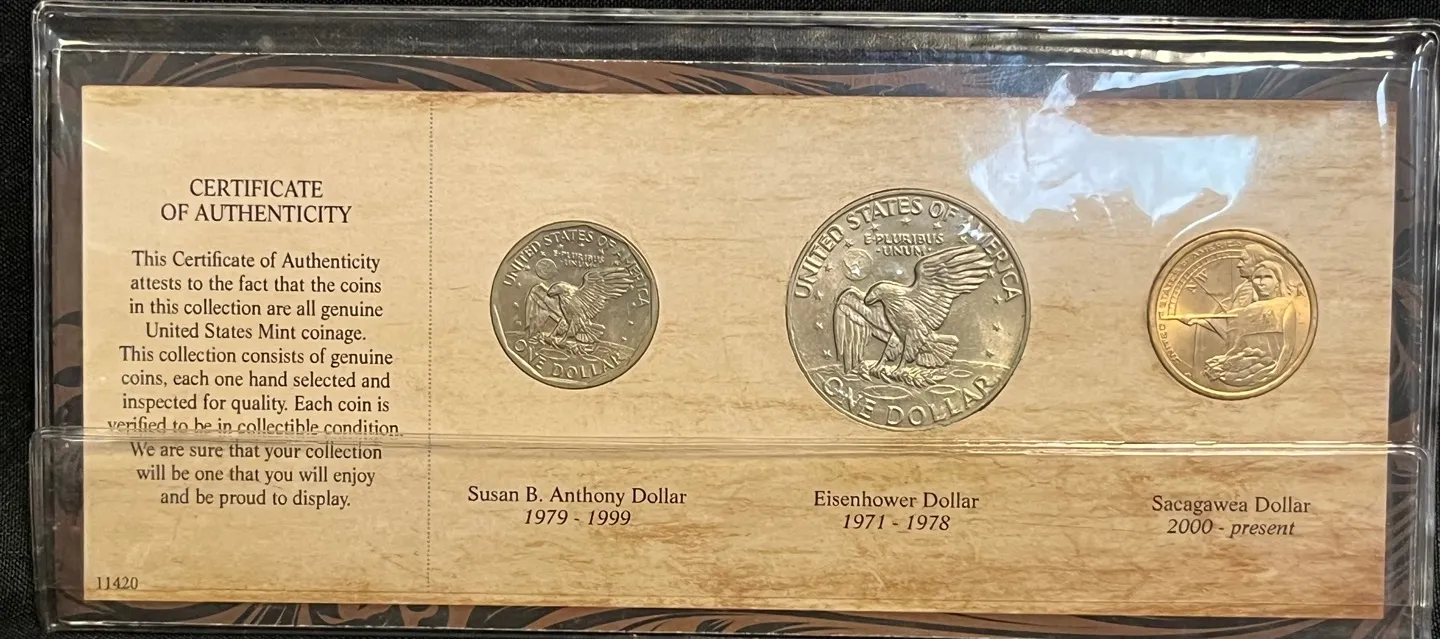 CERTIFICATE
OF AUTHENTICITY
This Certificate of Authenticity
attests to the fact that the coins
in this collection are all genuine
United States Mint coinage.
This collection consists of genuine
coins, each one hand selected and
inspected for quality. Each coin is
verified to be in collectible condition.
We are sure that your collection
will be one that you will enjoy
and be proud to display.
11420
UNITED STATES OF AMERICA
E·PLURIBUS
UNUM
ONE DOLLAR
Susan B. Anthony Dollar
1979 - 1999
UNITED STATES OF AMERICA
E·PLURIBUS
·UNUM·
ONE DOLLAR
Eisenhower Dollar
1971 - 1978
Sacagawea Dollar
2000 - present